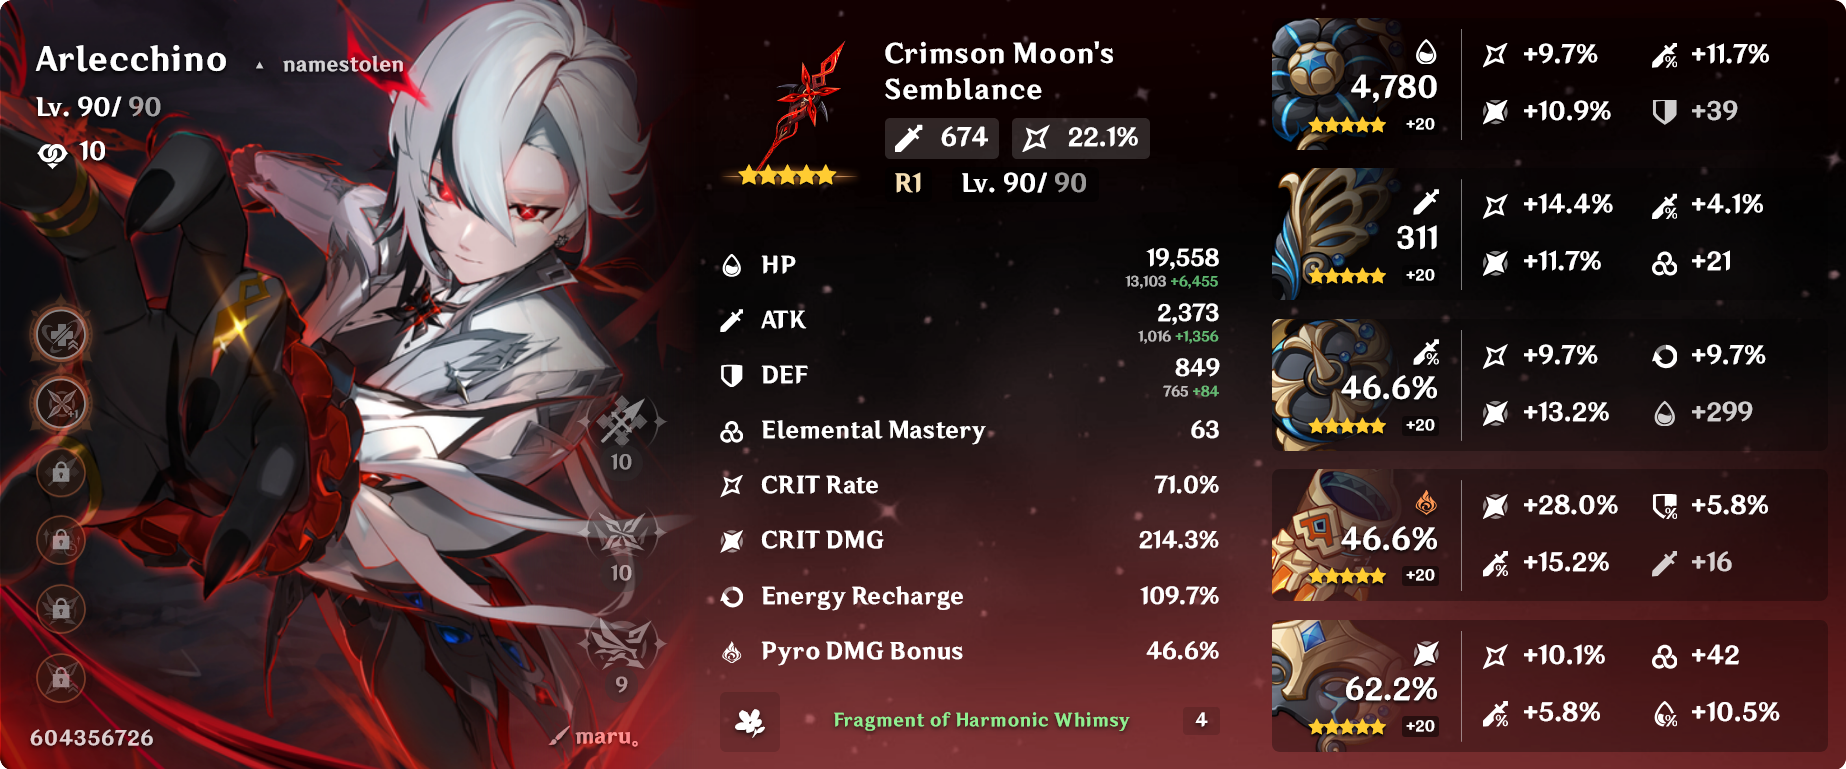 Arlecchino ▲ namestolen
Lv. 90/ 90
10
+1
10
10
9
604356726
maru。
Crimson Moon's
Semblance
674 22.1%
R1 Lv. 90/ 90
HP 19,558
13,103 +6,455
ATK 2,373
1,016 +1,356
DEF 849
765 +84
Elemental Mastery 63
CRIT Rate 71.0%
CRIT DMG 214.3%
Energy Recharge 109.7%
Pyro DMG Bonus 46.6%
Fragment of Harmonic Whimsy 4
4,780
+20
+9.7% +11.7%
+10.9% +39
311
+20
+14.4% +4.1%
+11.7% +21
46.6%
+20
+9.7% +9.7%
+13.2% +299
46.6%
+20
+28.0% +5.8%
+15.2% +16
62.2%
+20
+10.1% +42
+5.8% +10.5%